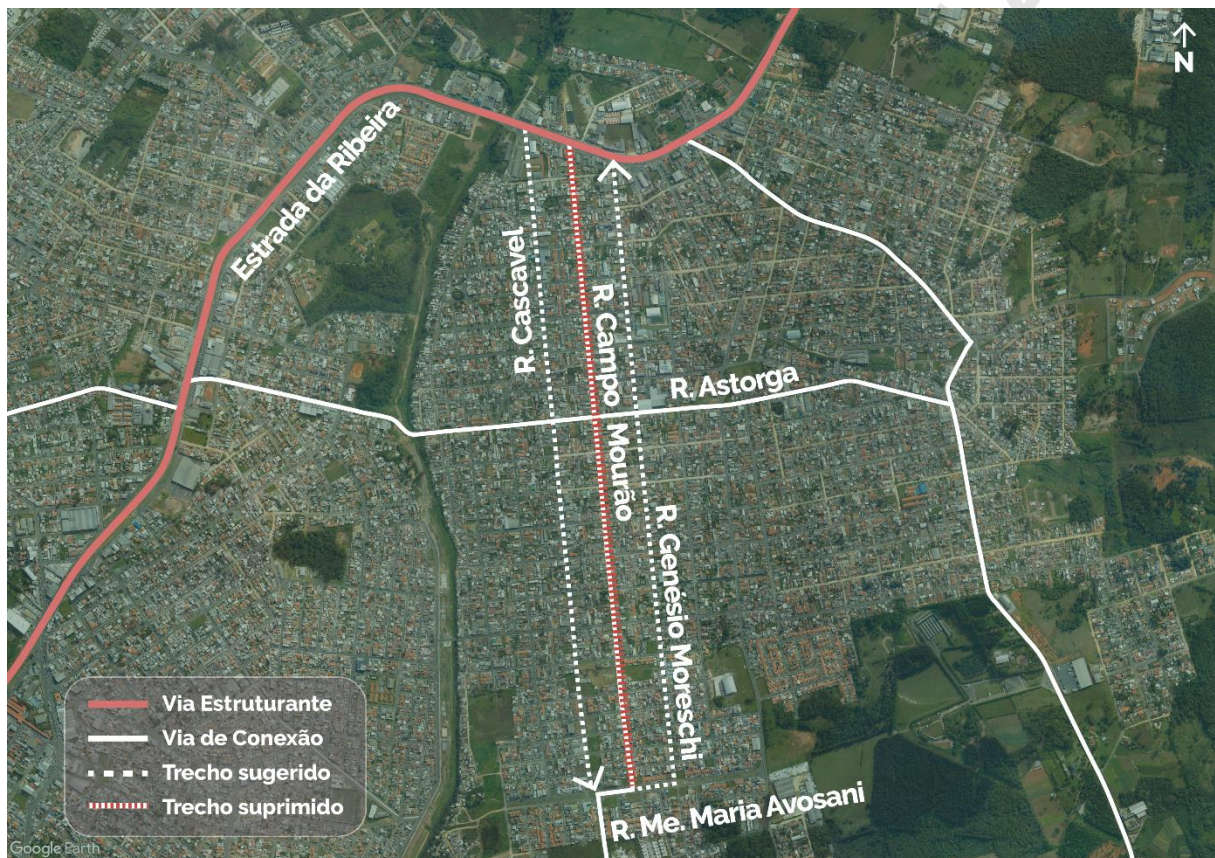 N
Estrada da Ribeira
R. Cascavel
R. Campo Mourão
R. Astorga
R. Genesio Moreschi
R. Me. Maria Avosani
Via Estruturante
Via de Conexão
Trecho sugerido
Trecho suprimido
Google Earth